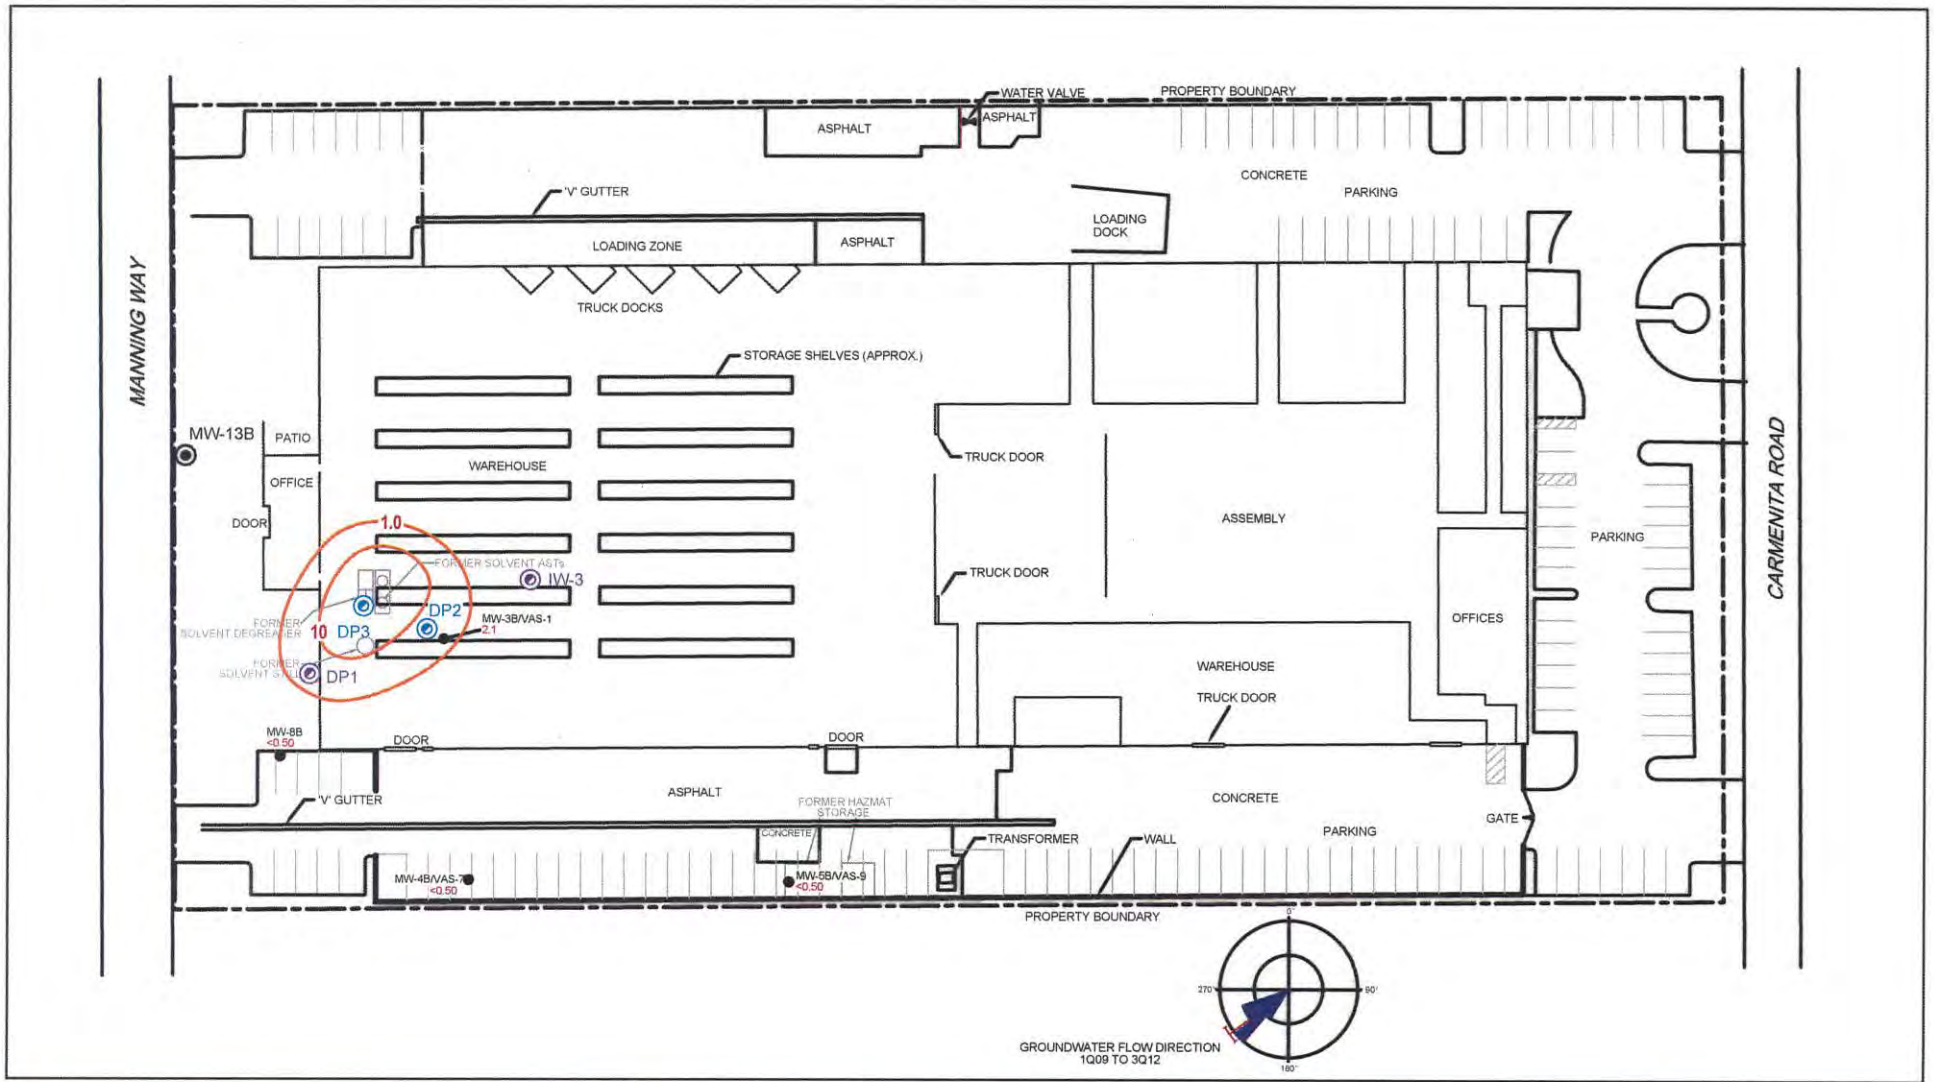 WATER VALVE
PROPERTY BOUNDARY
ASPHALT
ASPHALT
CONCRETE
PARKING
'V' GUTTER
LOADING DOCK
LOADING ZONE
ASPHALT
TRUCK DOCKS
MANNING WAY
STORAGE SHELVES (APPROX.)
MW-13B
PATIO
WAREHOUSE
TRUCK DOOR
OFFICE
DOOR
1.0
ASSEMBLY
PARKING
CARMENITA ROAD
FORMER SOLVENT ASTs
IW-3
TRUCK DOOR
DP2
MW-3B/VAS-1
2.1
FORMER
SOLVENT DEGREASER
10
DP3
OFFICES
FORMER
SOLVENT STILL
DP1
WAREHOUSE
TRUCK DOOR
MW-8B
<0.50
DOOR
DOOR
ASPHALT
'V' GUTTER
FORMER HAZMAT
STORAGE
CONCRETE
CONCRETE
PARKING
GATE
TRANSFORMER
WALL
MW-4B/VAS-7
<0.50
MW-5B/VAS-9
<0.50
PROPERTY BOUNDARY
0°
270°
90°
180°
GROUNDWATER FLOW DIRECTION
1Q09 TO 3Q12